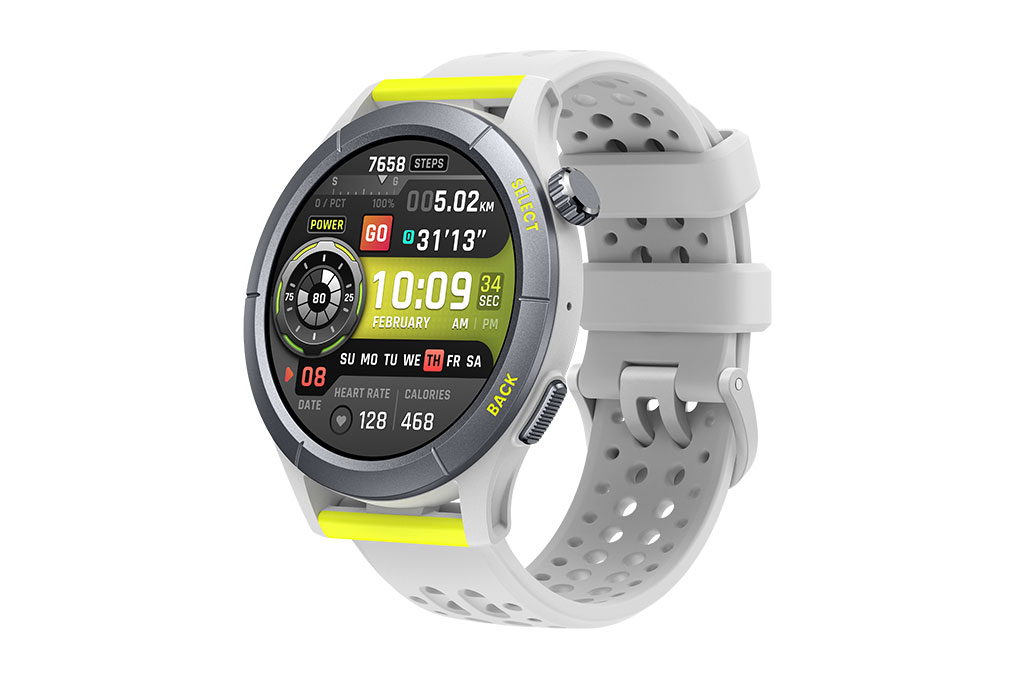 7658 STEPS
S G
0 / PCT 100%
005.02KM
POWER
GO
0 31'13”
75 80 25
10:09 34 SEC
FEBRUARY AM | PM
SU MO TU WE TH FR SA
08
DATE
HEART RATE CALORIES
128 468
SELECT
BACK